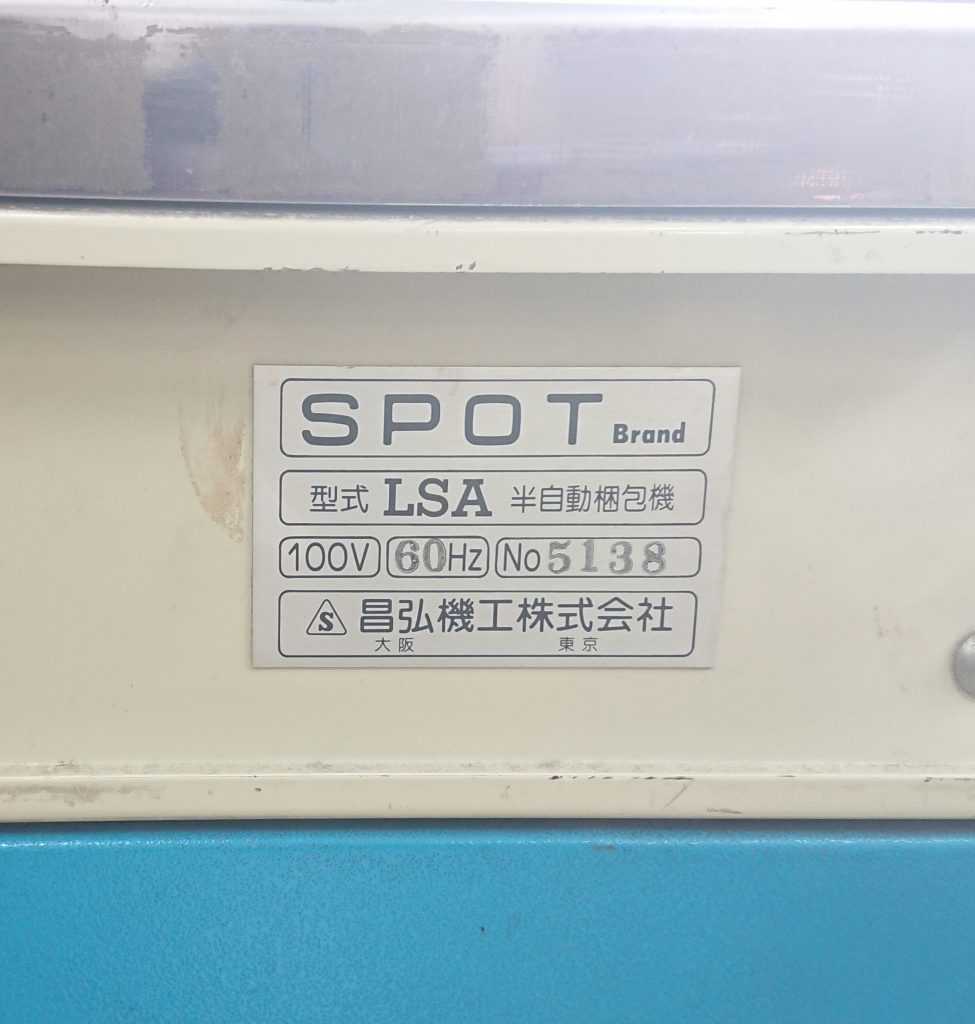 SPOT Brand
型式 LSA 半自動梱包機
100V 60Hz No 5138
S 昌弘機工株式会社
大阪 東京